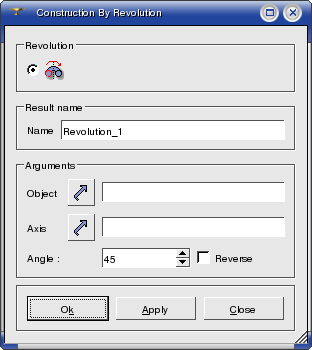 Construction By Revolution
Revolution
Result name
Name Revolution_1
Arguments
Object
Axis
Angle : 45 Reverse
Ok Apply Close